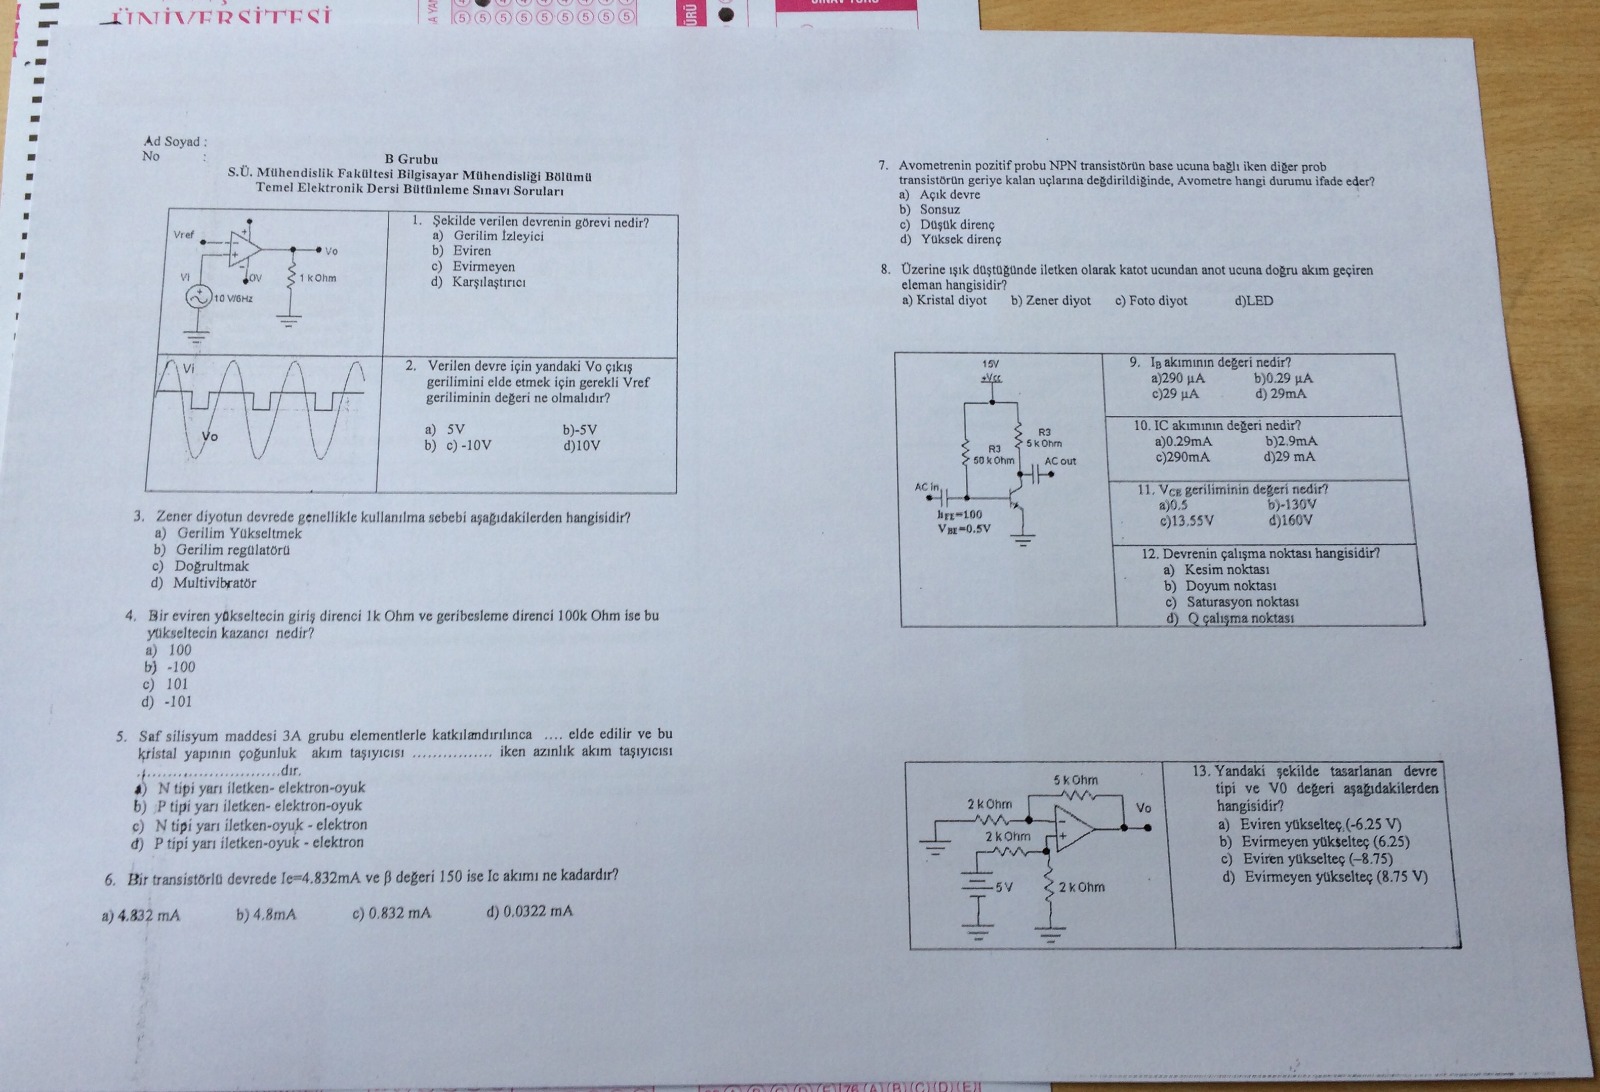 ÜNİVERSİTESİ
5 5 5 5 5 5 5 5 5
Ad Soyad :
No :
B Grubu
S.Ü. Mühendislik Fakültesi Bilgisayar Mühendisliği Bölümü
Temel Elektronik Dersi Bütünleme Sınavı Soruları
Vref
Vo
0V
Vi
1 k Ohm
10 V/6Hz
1. Şekilde verilen devrenin görevi nedir?
a) Gerilim İzleyici
b) Eviren
c) Evirmeyen
d) Karşılaştırıcı
Vi
Vo
2. Verilen devre için yandaki Vo çıkış
gerilimini elde etmek için gerekli Vref
geriliminin değeri ne olmalıdır?
a) 5V b)-5V
b) c) -10V d)10V
3. Zener diyotun devrede genellikle kullanılma sebebi aşağıdakilerden hangisidir?
a) Gerilim Yükseltmek
b) Gerilim regülatörü
c) Doğrultmak
d) Multivibratör
4. Bir eviren yükseltecin giriş direnci 1k Ohm ve geribesleme direnci 100k Ohm ise bu
yükseltecin kazancı nedir?
a) 100
b) -100
c) 101
d) -101
5. Saf silisyum maddesi 3A grubu elementlerle katkılandırılınca .... elde edilir ve bu
kristal yapının çoğunluk akım taşıyıcısı ............... iken azınlık akım taşıyıcısı
..........................dır.
a) N tipi yarı iletken- elektron-oyuk
b) P tipi yarı iletken- elektron-oyuk
c) N tipi yarı iletken-oyuk - elektron
d) P tipi yarı iletken-oyuk - elektron
6. Bir transistörlü devrede Ie=4.832mA ve β değeri 150 ise Ic akımı ne kadardır?
a) 4.832 mA b) 4.8mA c) 0.832 mA d) 0.0322 mA
7. Avometrenin pozitif probu NPN transistörün base ucuna bağlı iken diğer prob
transistörün geriye kalan uçlarına değdirildiğinde, Avometre hangi durumu ifade eder?
a) Açık devre
b) Sonsuz
c) Düşük direnç
d) Yüksek direnç
8. Üzerine ışık düştüğünde iletken olarak katot ucundan anot ucuna doğru akım geçiren
eleman hangisidir?
a) Kristal diyot b) Zener diyot c) Foto diyot d)LED
15V
+Vcc
R3
5 k Ohm
R3
50 k Ohm
AC out
AC in
hFE=100
VBE=0.5V
9. IB akımının değeri nedir?
a)290 µA b)0.29 µA
c)29 µA d) 29mA
10. IC akımının değeri nedir?
a)0.29mA b)2.9mA
c)290mA d)29 mA
11. VCE geriliminin değeri nedir?
a)0.5 b)-130V
c)13.55V d)160V
12. Devrenin çalışma noktası hangisidir?
a) Kesim noktası
b) Doyum noktası
c) Saturasyon noktası
d) Q çalışma noktası
5 k Ohm
2 k Ohm
Vo
2 k Ohm
5 V
2 k Ohm
13. Yandaki şekilde tasarlanan devre
tipi ve V0 değeri aşağıdakilerden
hangisidir?
a) Eviren yükselteç (-6.25 V)
b) Evirmeyen yükselteç (6.25)
c) Eviren yükselteç (–8.75)
d) Evirmeyen yükselteç (8.75 V)